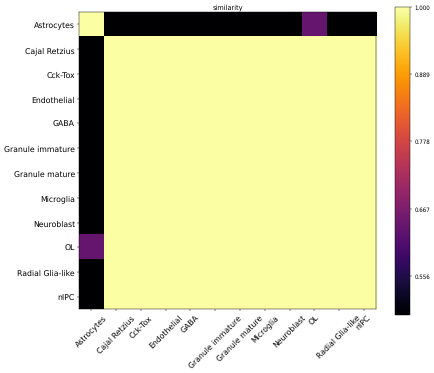 similarity
Astrocytes
Cajal Retzius
Cck-Tox
Endothelial
GABA
Granule immature
Granule mature
Microglia
Neuroblast
OL
Radial Glia-like
nIPC
Astrocytes
Cajal Retzius
Cck-Tox
Endothelial
GABA
Granule immature
Granule mature
Microglia
Neuroblast
OL
Radial Glia-like
nIPC
1.000
0.889
0.778
0.667
0.556